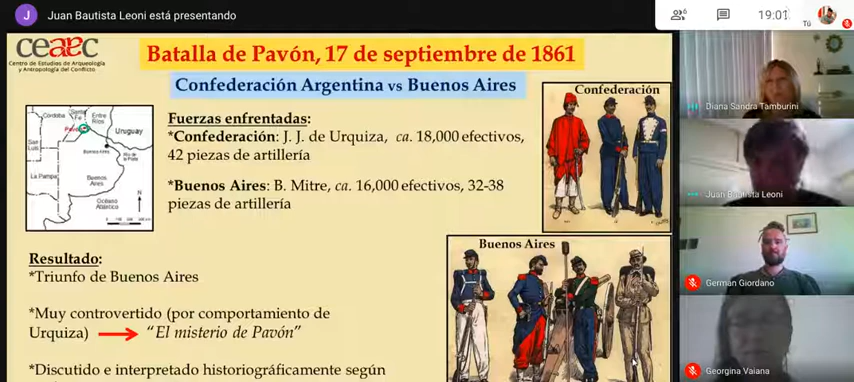 J
Juan Bautista Leoni está presentando
6
19:01
Tú
ceaac
Centro de Estudios de Arqueología
y Antropología del Conflicto
Batalla de Pavón, 17 de septiembre de 1861
Confederación Argentina vs Buenos Aires
Córdoba
Santa
Fe
Entre
Ríos
Pavón
Uruguay
San
Luis
Buenos Aires
Río de
la Plata
La Pampa
Buenos
Aires
Océano
Atlántico
N
Fuerzas enfrentadas:
*Confederación: J. J. de Urquiza, ca. 18,000 efectivos,
42 piezas de artillería
*Buenos Aires: B. Mitre, ca. 16,000 efectivos, 32-38
piezas de artillería
Confederación
Buenos Aires
Resultado:
*Triunfo de Buenos Aires
*Muy controvertido (por comportamiento de
Urquiza) → “El misterio de Pavón”
*Discutido e interpretado historiográficamente según
Diana Sandra Tamburini
Juan Bautista Leoni
German Giordano
Georgina Vaiana